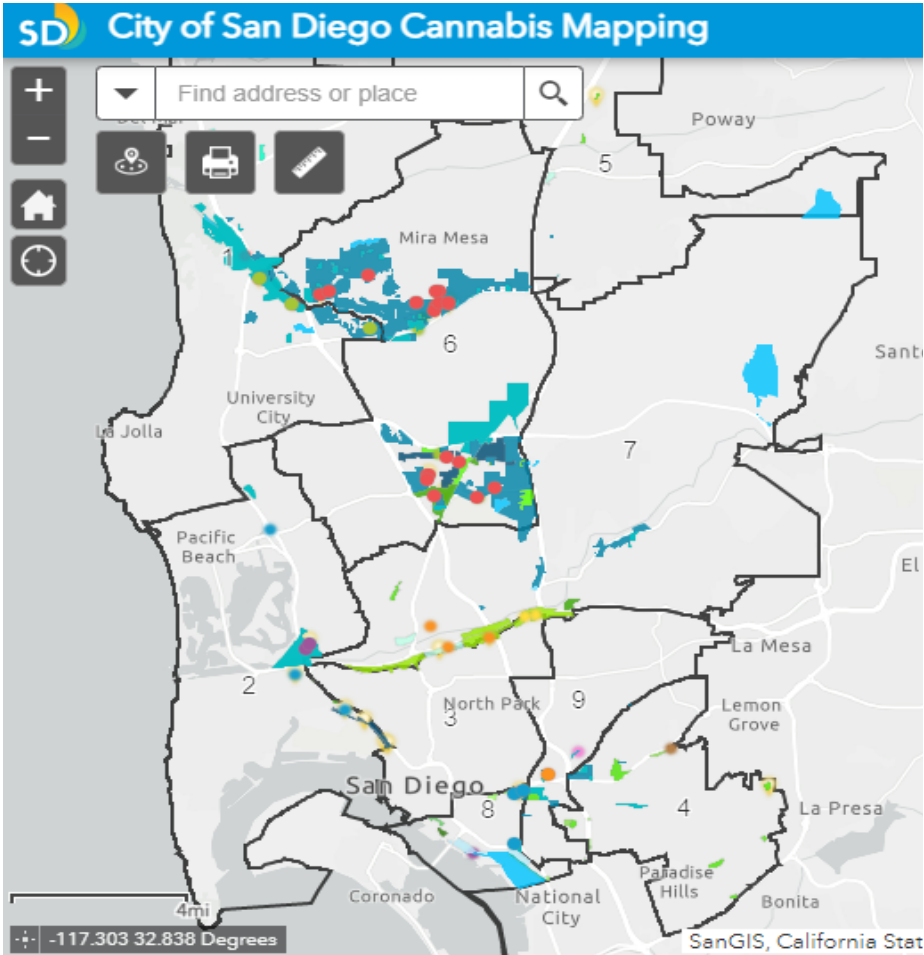 SD City of San Diego Cannabis Mapping
+
Find address or place
−
Poway
5
Mira Mesa
1
6
Sant
University
City
La Jolla
7
Pacific
Beach
El
La Mesa
2
9
North Park
3
Lemon
Grove
San Diego
8
4
La Presa
Paradise
Hills
Coronado
National
City
Bonita
4mi
-117.303 32.838 Degrees
SanGIS, California Stat